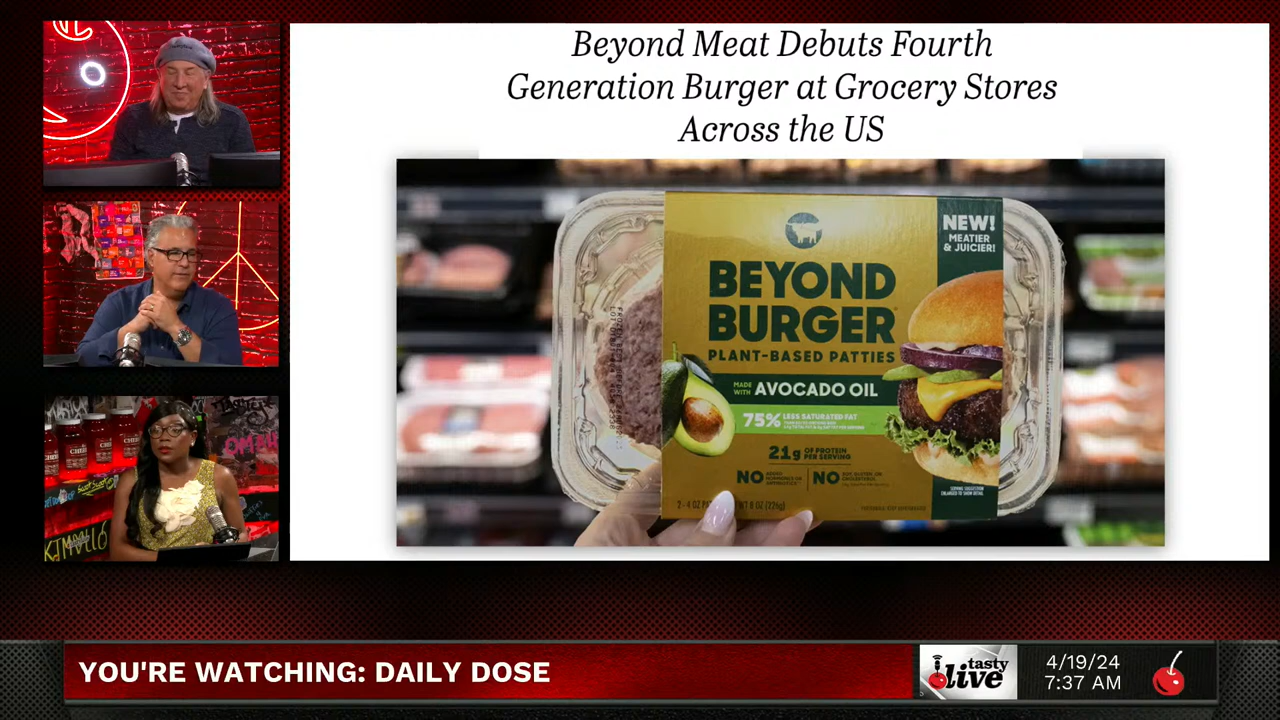 Beyond Meat Debuts Fourth
Generation Burger at Grocery Stores
Across the US
NEW!
MEATIER
& JUICIER!
BEYOND
BURGER
PLANT-BASED PATTIES
MADE
WITH
AVOCADO OIL
75% LESS SATURATED FAT
21g OF PROTEIN
PER SERVING
NO
NO
YOU'RE WATCHING: DAILY DOSE
tasty
live
4/19/24
7:37 AM